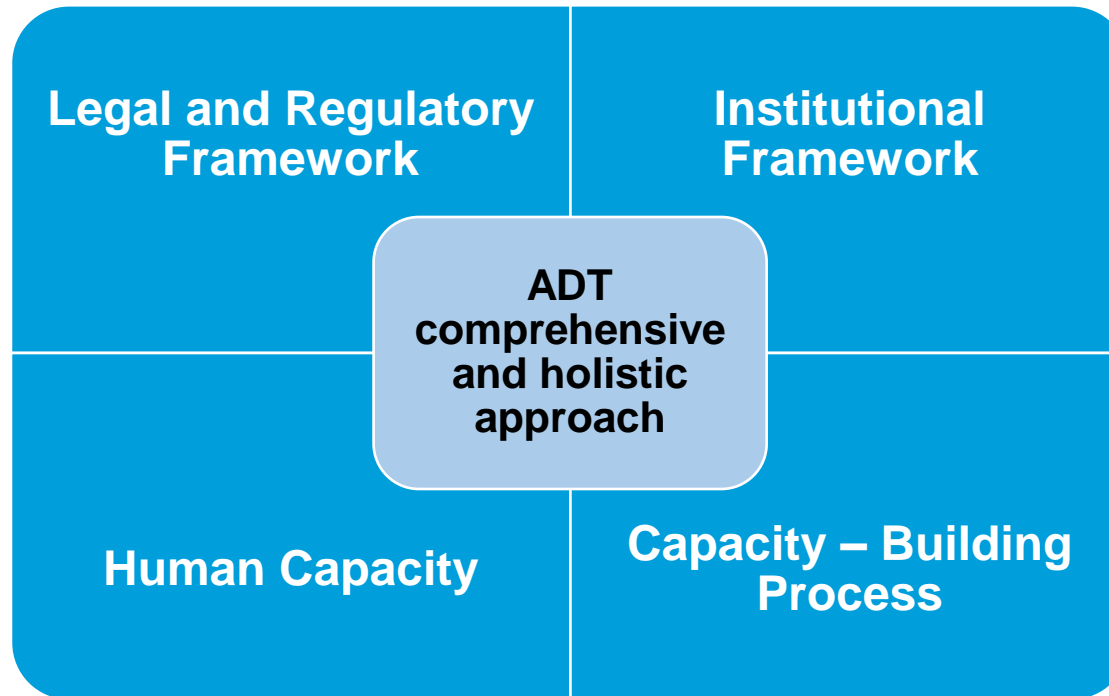 Legal and Regulatory
Framework
Institutional
Framework
ADT
comprehensive
and holistic
approach
Human Capacity
Capacity – Building
Process